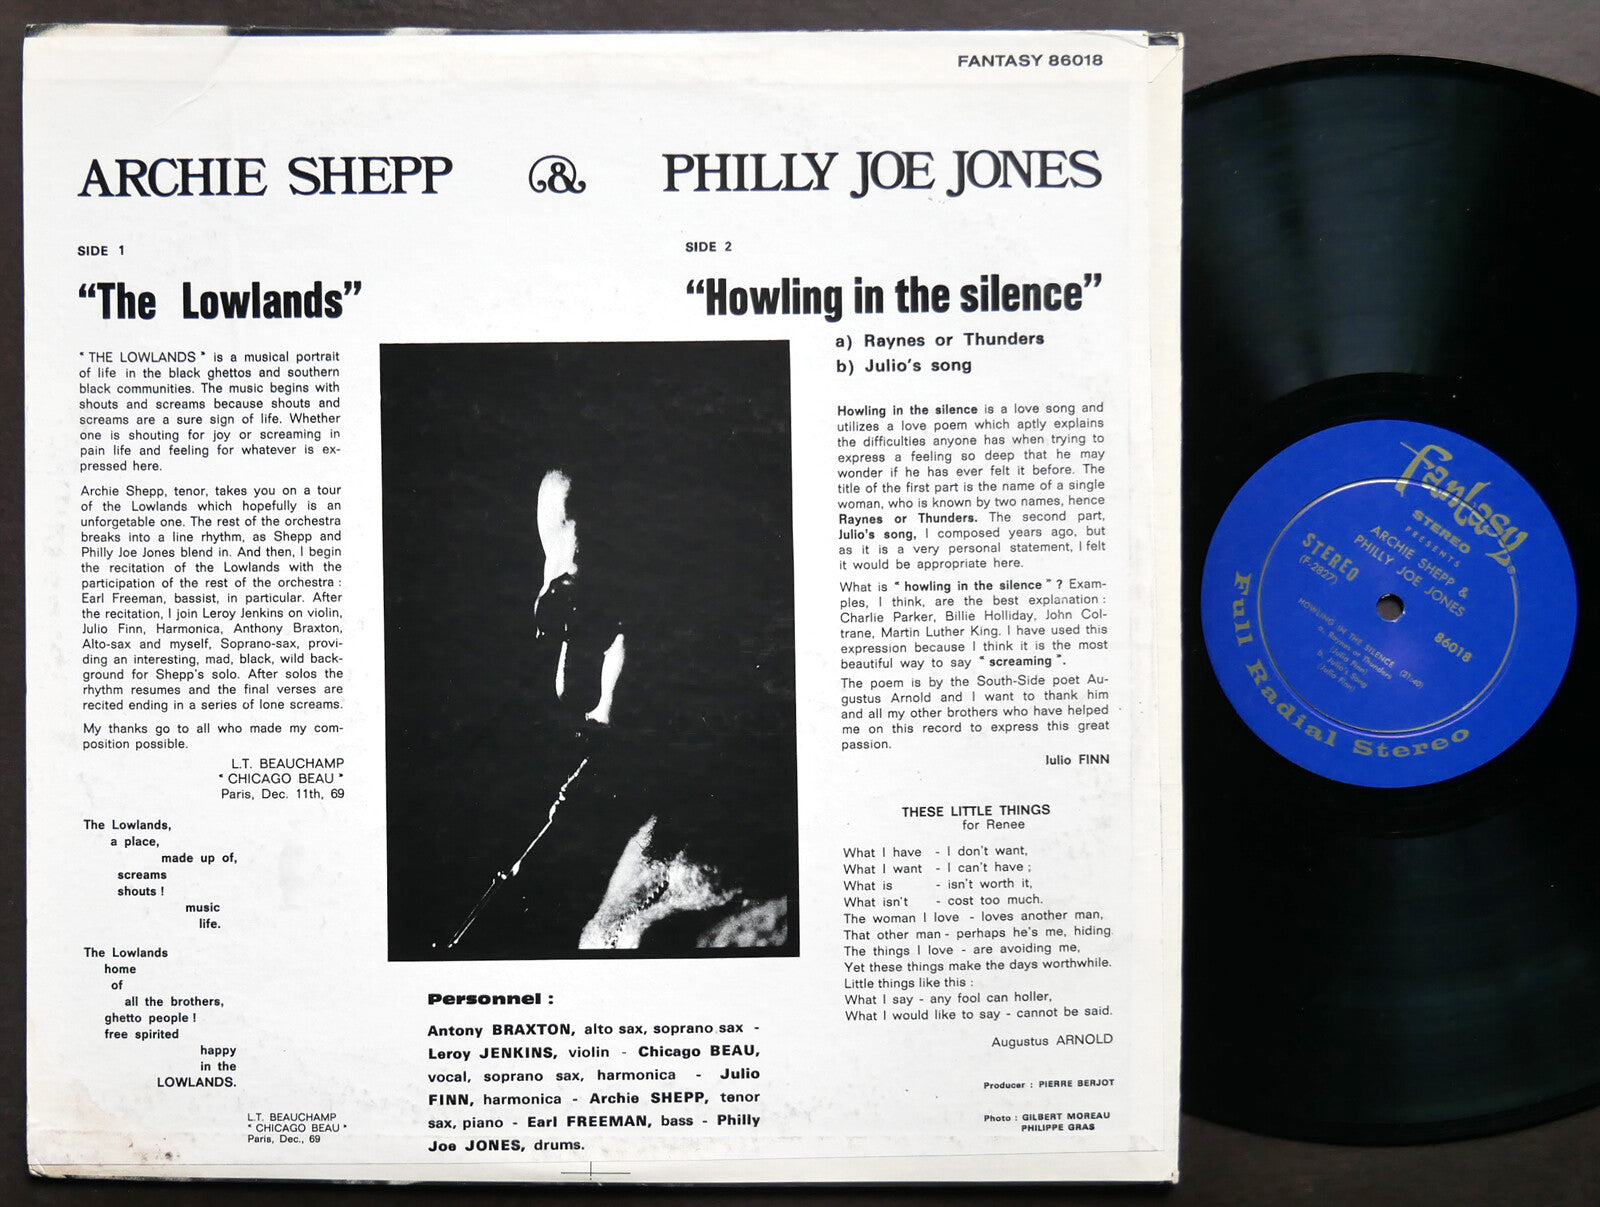 FANTASY 86018
ARCHIE SHEPP & PHILLY JOE JONES
SIDE 1
"The Lowlands"
" THE LOWLANDS " is a musical portrait
of life in the black ghettos and southern
black communities. The music begins with
shouts and screams because shouts and
screams are a sure sign of life. Whether
one is shouting for joy or screaming in
pain life and feeling for whatever is ex-
pressed here.
Archie Shepp, tenor, takes you on a tour
of the Lowlands which hopefully is an
unforgetable one. The rest of the orchestra
breaks into a line rhythm, as Shepp and
Philly Joe Jones blend in. And then, I begin
the recitation of the Lowlands with the
participation of the rest of the orchestra :
Earl Freeman, bassist, in particular. After
the recitation, I join Leroy Jenkins on violin,
Julio Finn, Harmonica, Anthony Braxton,
Alto-sax and myself, Soprano-sax, provi-
ding an interesting, mad, black, wild back-
ground for Shepp's solo. After solos the
rhythm resumes and the final verses are
recited ending in a series of lone screams.
My thanks go to all who made my com-
position possible.
L.T. BEAUCHAMP
" CHICAGO BEAU "
Paris, Dec. 11th, 69
The Lowlands,
a place,
made up of,
screams
shouts !
music
life.
The Lowlands
home
of
all the brothers,
ghetto people !
free spirited
happy
in the
LOWLANDS.
L.T. BEAUCHAMP
" CHICAGO BEAU "
Paris, Dec., 69
Personnel :
Antony BRAXTON, alto sax, soprano sax -
Leroy JENKINS, violin - Chicago BEAU,
vocal, soprano sax, harmonica - Julio
FINN, harmonica - Archie SHEPP, tenor
sax, piano - Earl FREEMAN, bass - Philly
Joe JONES, drums.
SIDE 2
"Howling in the silence"
a) Raynes or Thunders
b) Julio's song
Howling in the silence is a love song and
utilizes a love poem which aptly explains
the difficulties anyone has when trying to
express a feeling so deep that he may
wonder if he has ever felt it before. The
title of the first part is the name of a single
woman, who is known by two names, hence
Raynes or Thunders. The second part,
Julio's song, I composed years ago, but
as it is a very personal statement, I felt
it would be appropriate here.
What is " howling in the silence " ? Exam-
ples, I think, are the best explanation :
Charlie Parker, Billie Holliday, John Col-
trane, Martin Luther King. I have used this
expression because I think it is the most
beautiful way to say " screaming ".
The poem is by the South-Side poet Au-
gustus Arnold and I want to thank him
and all my other brothers who have helped
me on this record to express this great
passion.
Iulio FINN
THESE LITTLE THINGS
for Renee
What I have - I don't want,
What I want - I can't have ;
What is - isn't worth it,
What isn't - cost too much.
The woman I love - loves another man,
That other man - perhaps he's me, hiding.
The things I love - are avoiding me,
Yet these things make the days worthwhile.
Little things like this :
What I say - any fool can holler,
What I would like to say - cannot be said.
Augustus ARNOLD
Producer : PIERRE BERJOT
Photo : GILBERT MOREAU
PHILIPPE GRAS
Fantasy
STEREO
PRESENTS
ARCHIE SHEPP &
PHILLY JOE JONES
STEREO
(F-2827)
86018
HOWLING IN THE SILENCE (21:40)
a. Raynes or Thunders
(Julio Finn)
b. Julio's Song
(Julio Finn)
Full Radial Stereo